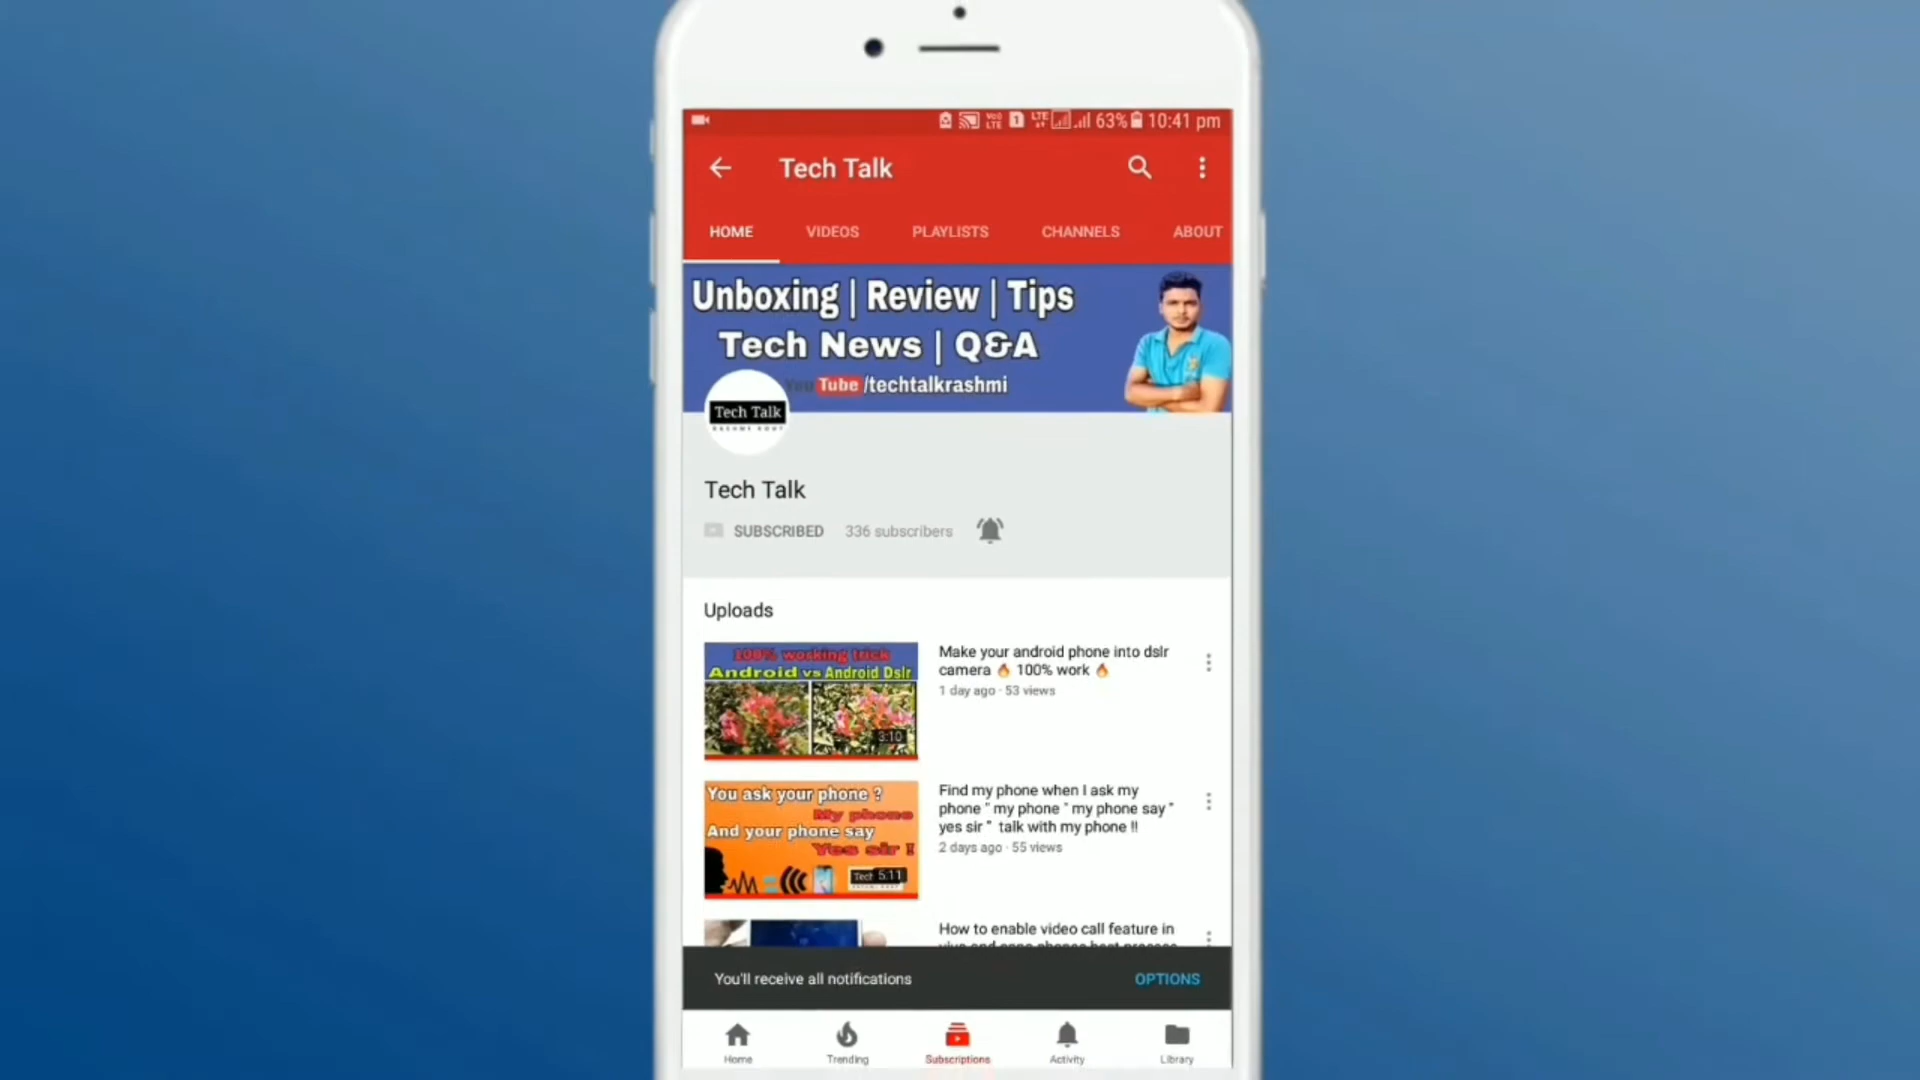 63% 10:41 pm
Tech Talk
HOME VIDEOS PLAYLISTS CHANNELS ABOUT
Unboxing | Review | Tips
Tech News | Q&A
You Tube /techtalkrashmi
Tech Talk
Tech Talk
SUBSCRIBED 336 subscribers
Uploads
100% working trick
Android vs Android Dslr
3:10
Make your android phone into dslr
camera 🔥 100% work 🔥
1 day ago · 53 views
You ask your phone ?
My phone
And your phone say
Yes sir !
Tech 5:11
Find my phone when I ask my
phone " my phone " my phone say "
yes sir " talk with my phone !!
2 days ago · 55 views
How to enable video call feature in
You'll receive all notifications OPTIONS
Home Trending Subscriptions Activity Library